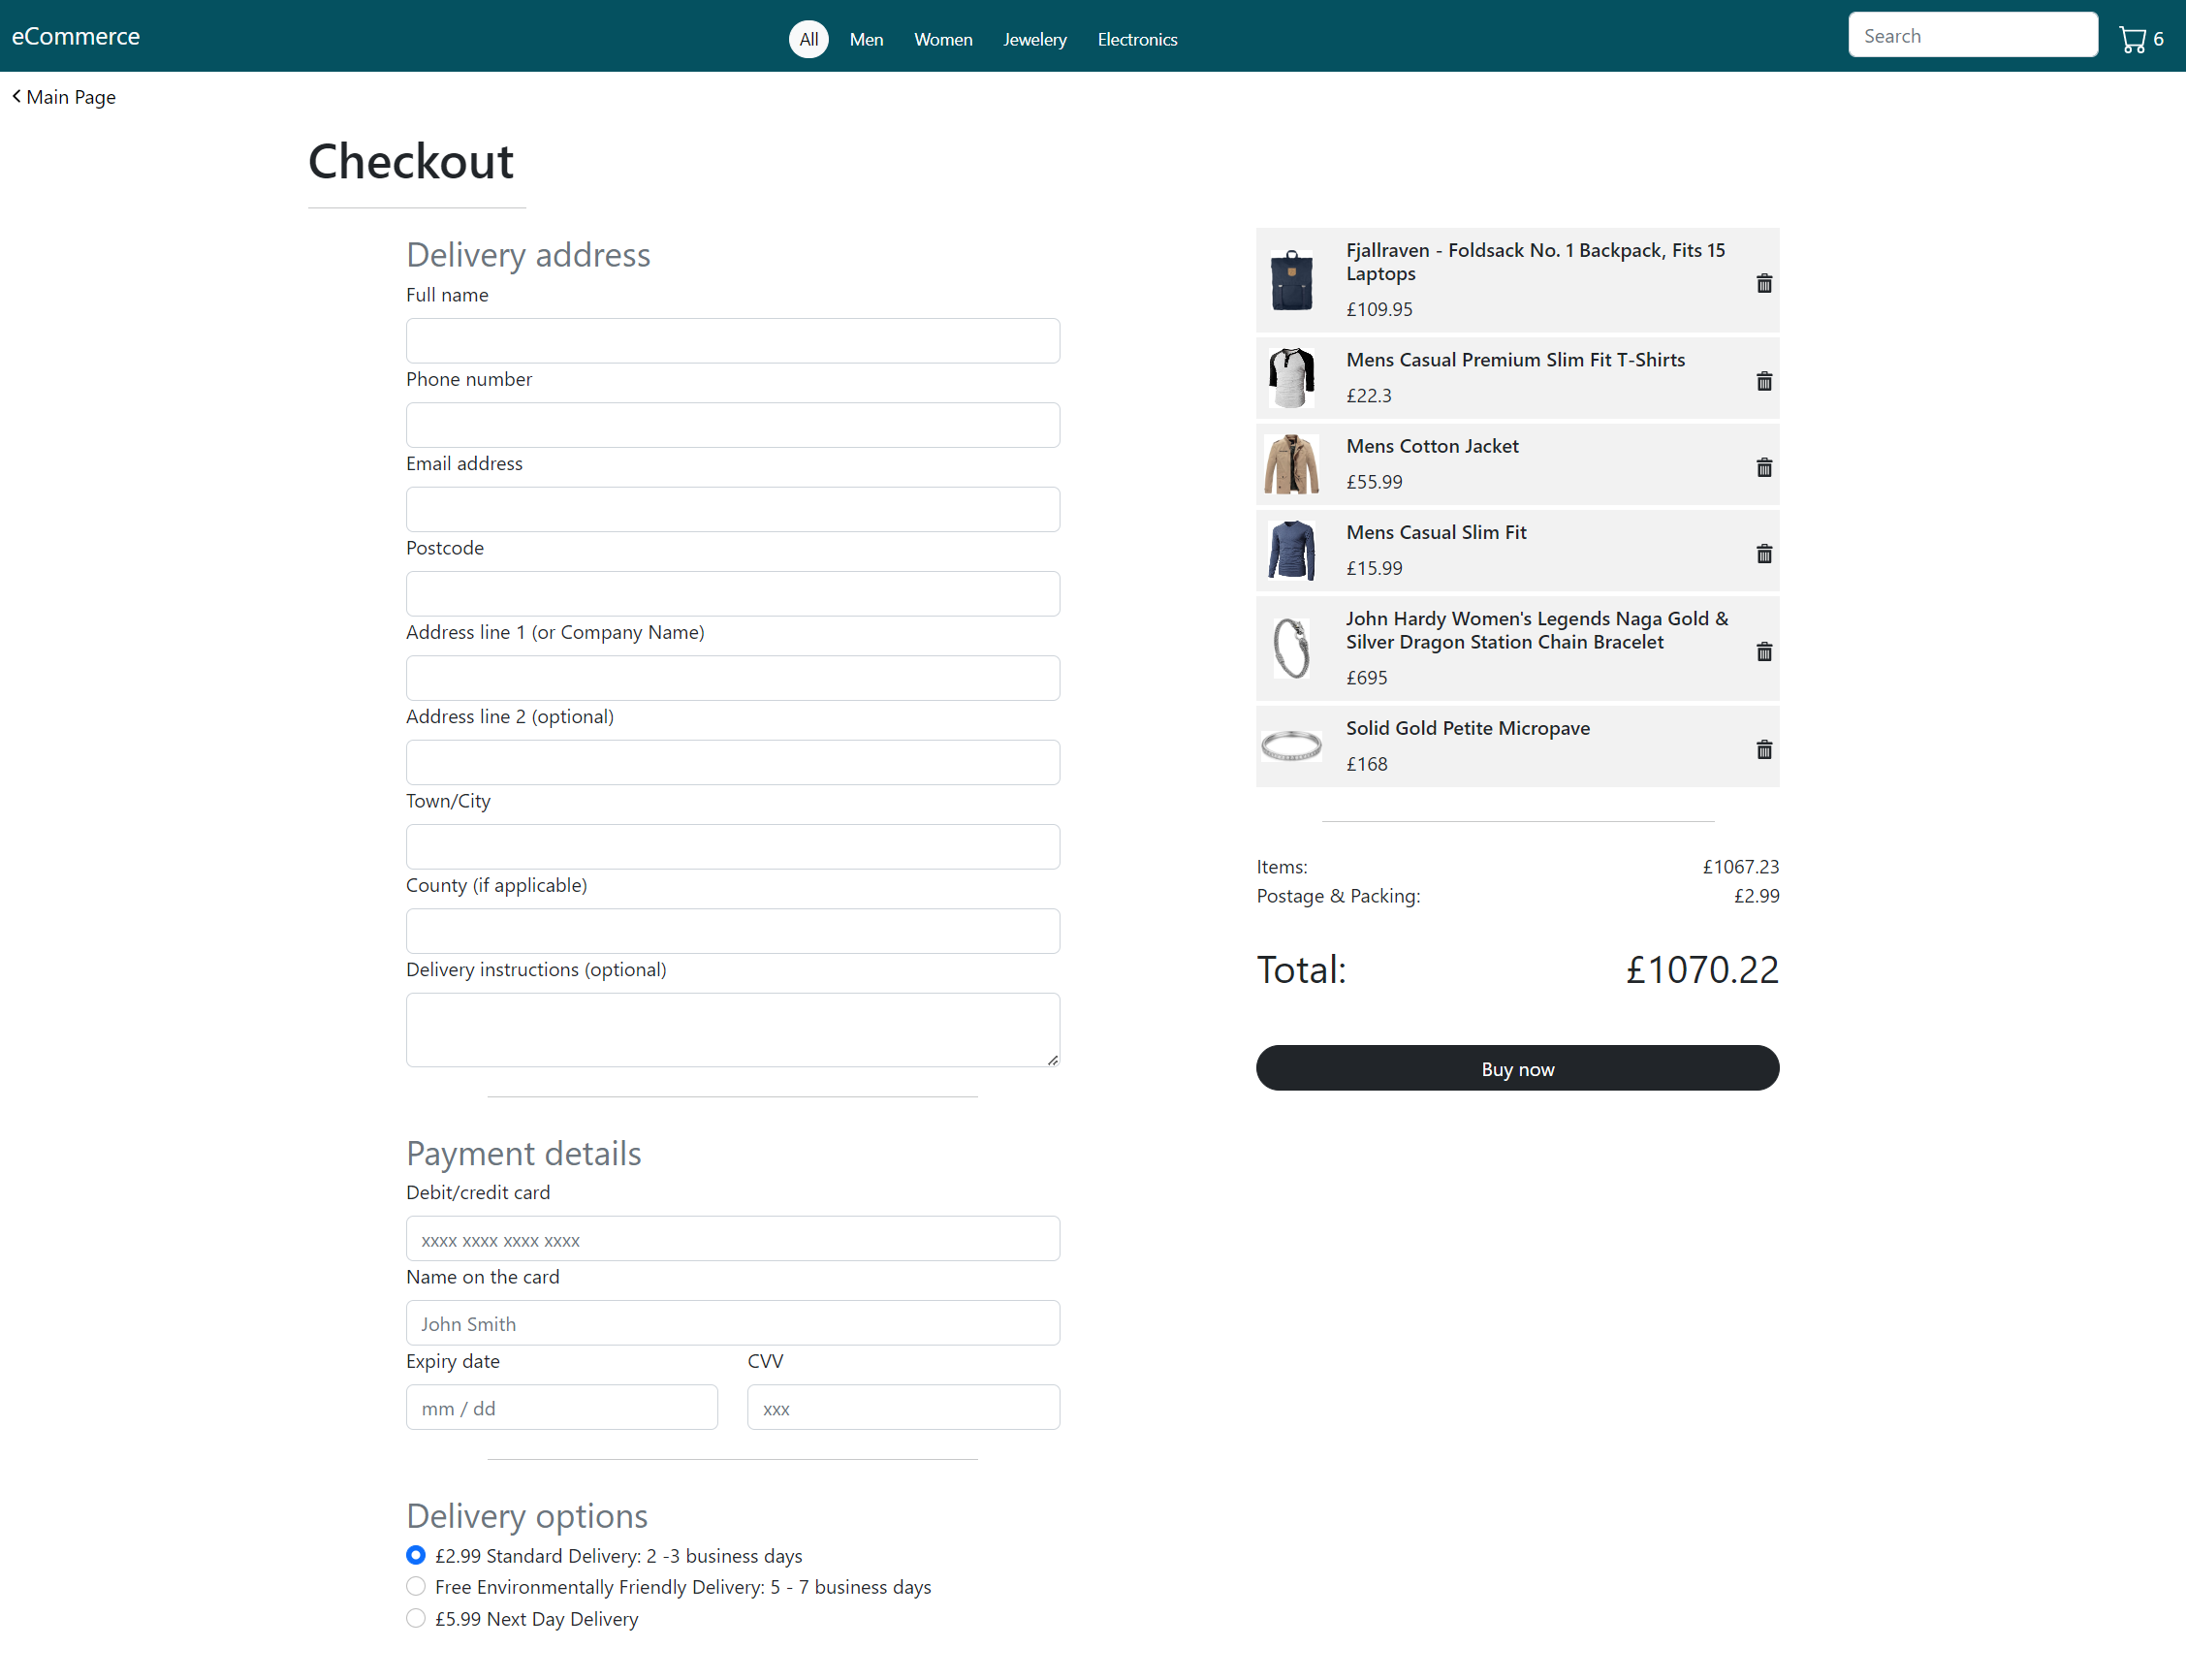 eCommerce
All
Men
Women
Jewelery
Electronics
Search
6
Main Page
Checkout
Delivery address
Full name
Phone number
Email address
Postcode
Address line 1 (or Company Name)
Address line 2 (optional)
Town/City
County (if applicable)
Delivery instructions (optional)
Payment details
Debit/credit card
xxxx xxxx xxxx xxxx
Name on the card
John Smith
Expiry date
CVV
mm / dd
xxx
Delivery options
£2.99 Standard Delivery: 2 -3 business days
Free Environmentally Friendly Delivery: 5 - 7 business days
£5.99 Next Day Delivery
Fjallraven - Foldsack No. 1 Backpack, Fits 15
Laptops
£109.95
Mens Casual Premium Slim Fit T-Shirts
£22.3
Mens Cotton Jacket
£55.99
Mens Casual Slim Fit
£15.99
John Hardy Women's Legends Naga Gold &
Silver Dragon Station Chain Bracelet
£695
Solid Gold Petite Micropave
£168
Items: £1067.23
Postage & Packing: £2.99
Total: £1070.22
Buy now